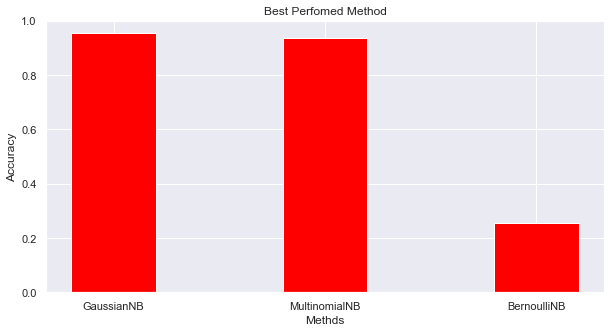 Best Perfomed Method
Accuracy
1.0
0.8
0.6
0.4
0.2
0.0
GaussianNB
MultinomialNB
BernoulliNB
Methds